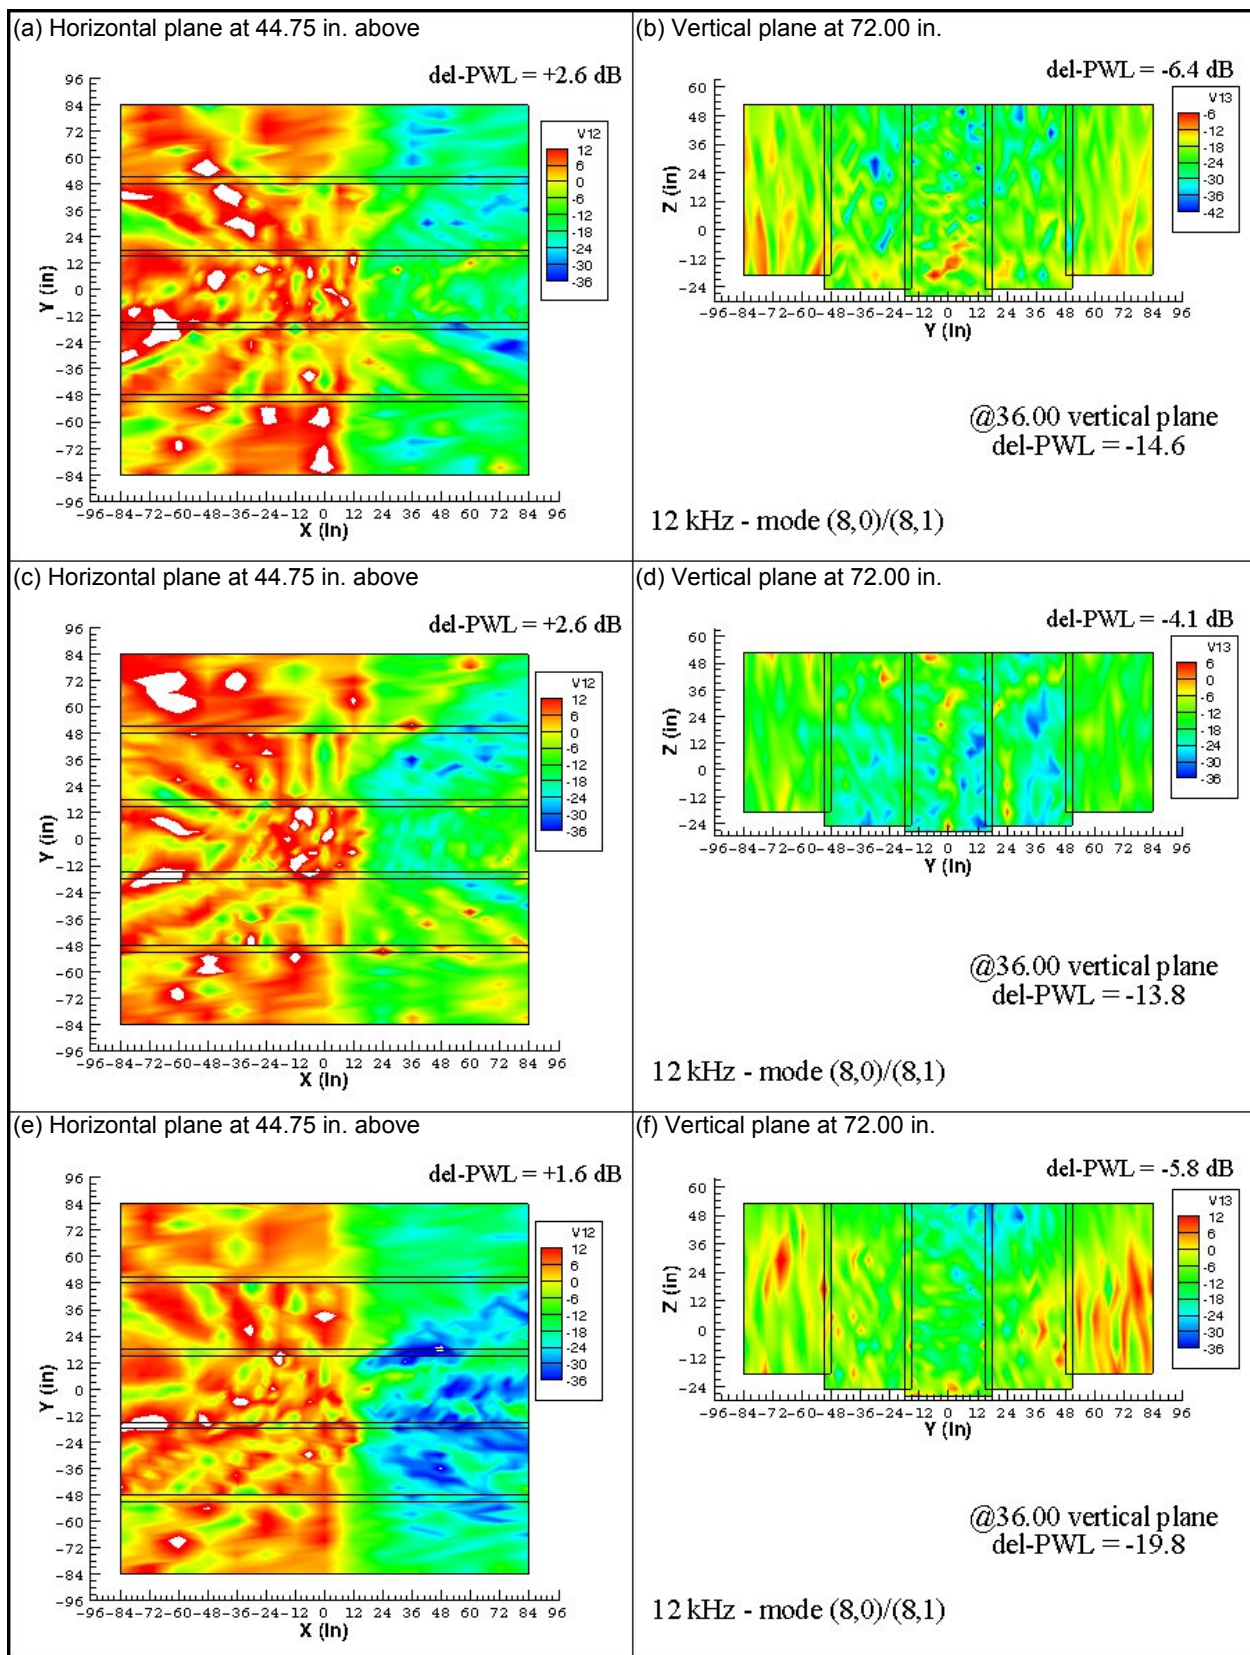 (a) Horizontal plane at 44.75 in. above
del-PWL = +2.6 dB
96
84
72
60
48
36
24
12
0
-12
-24
-36
-48
-60
-72
-84
-96
Y (in)
-96-84-72-60-48-36-24-12 0 12 24 36 48 60 72 84 96
X (in)
V12
12
6
0
-6
-12
-18
-24
-30
-36
(b) Vertical plane at 72.00 in.
del-PWL = -6.4 dB
60
48
36
24
12
0
-12
-24
Z (in)
-96-84-72-60-48-36-24-12 0 12 24 36 48 60 72 84 96
Y (in)
V13
-6
-12
-18
-24
-30
-36
-42
@36.00 vertical plane
del-PWL = -14.6
12 kHz - mode (8,0)/(8,1)
(c) Horizontal plane at 44.75 in. above
del-PWL = +2.6 dB
96
84
72
60
48
36
24
12
0
-12
-24
-36
-48
-60
-72
-84
-96
Y (in)
-96-84-72-60-48-36-24-12 0 12 24 36 48 60 72 84 96
X (in)
V12
12
6
0
-6
-12
-18
-24
-30
-36
(d) Vertical plane at 72.00 in.
del-PWL = -4.1 dB
60
48
36
24
12
0
-12
-24
Z (in)
-96-84-72-60-48-36-24-12 0 12 24 36 48 60 72 84 96
Y (in)
V13
6
0
-6
-12
-18
-24
-30
-36
@36.00 vertical plane
del-PWL = -13.8
12 kHz - mode (8,0)/(8,1)
(e) Horizontal plane at 44.75 in. above
del-PWL = +1.6 dB
96
84
72
60
48
36
24
12
0
-12
-24
-36
-48
-60
-72
-84
-96
Y (in)
-96-84-72-60-48-36-24-12 0 12 24 36 48 60 72 84 96
X (in)
V12
12
6
0
-6
-12
-18
-24
-30
-36
(f) Vertical plane at 72.00 in.
del-PWL = -5.8 dB
60
48
36
24
12
0
-12
-24
Z (in)
-96-84-72-60-48-36-24-12 0 12 24 36 48 60 72 84 96
Y (in)
V13
12
6
0
-6
-12
-18
-24
-30
-36
@36.00 vertical plane
del-PWL = -19.8
12 kHz - mode (8,0)/(8,1)